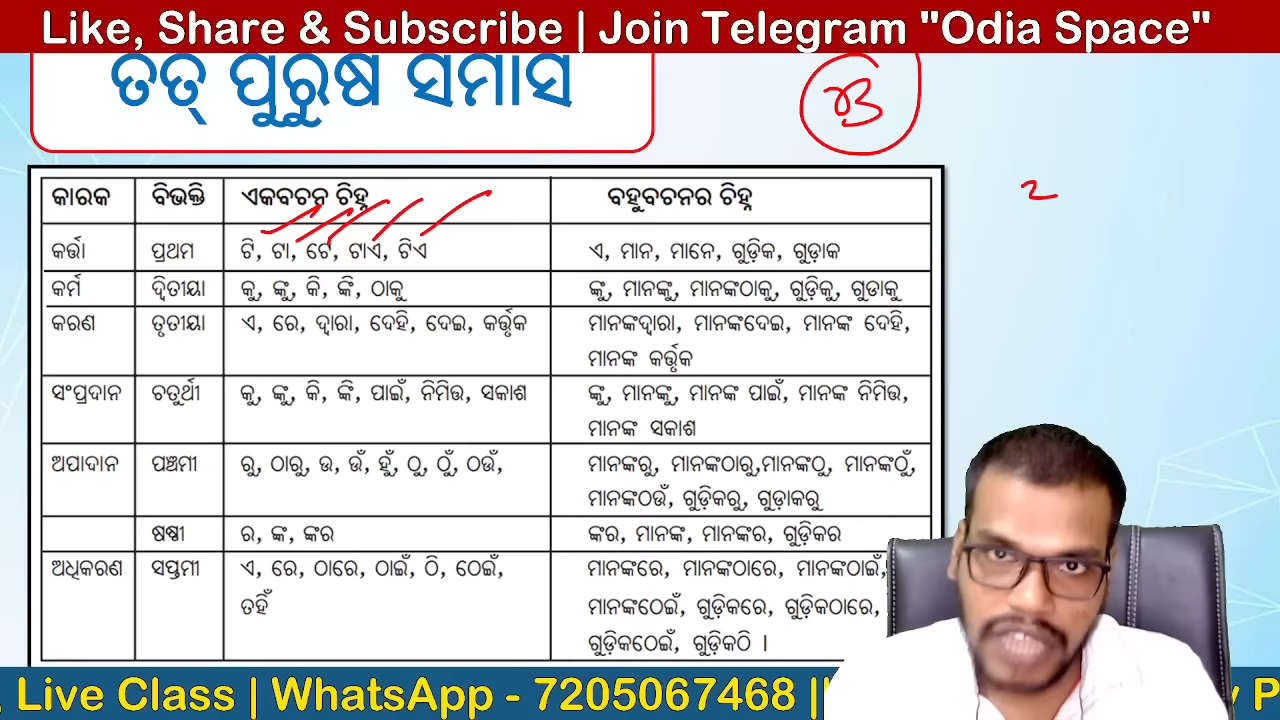 Like, Share & Subscribe | Join Telegram "Odia Space"
ତତ୍ ପୁରୁଷ ସମାସ
କାରକ ବିଭକ୍ତି ଏକବଚନ ଚିହ୍ନ ବହୁବଚନର ଚିହ୍ନ
କର୍ତ୍ତା ପ୍ରଥମ ଟି, ଟା, ଟେ, ଟାଏ, ଟିଏ ଏ, ମାନ, ମାନେ, ଗୁଡ଼ିକ, ଗୁଡ଼ାକ
କର୍ମ ଦ୍ୱିତୀୟା କୁ, ଙ୍କୁ, କି, ଙ୍କି, ଠାକୁ ଙ୍କୁ, ମାନଙ୍କୁ, ମାନଙ୍କଠାକୁ, ଗୁଡ଼ିକୁ, ଗୁଡାକୁ
କରଣ ତୃତୀୟା ଏ, ରେ, ଦ୍ୱାରା, ଦେହି, ଦେଇ, କର୍ତ୍ତୃକ ମାନଙ୍କଦ୍ୱାରା, ମାନଙ୍କଦେଇ, ମାନଙ୍କ ଦେହି,
ମାନଙ୍କ କର୍ତ୍ତୃକ
ସଂପ୍ରଦାନ ଚତୁର୍ଥୀ କୁ, ଙ୍କୁ, କି, ଙ୍କି, ପାଇଁ, ନିମିତ୍ତ, ସକାଶ ଙ୍କୁ, ମାନଙ୍କୁ, ମାନଙ୍କ ପାଇଁ, ମାନଙ୍କ ନିମିତ୍ତ,
ମାନଙ୍କ ସକାଶ
ଅପାଦାନ ପଞ୍ଚମୀ ରୁ, ଠାରୁ, ଉ, ଉଁ, ହୁଁ, ଠୁ, ଠୁଁ, ଠଉଁ, ମାନଙ୍କରୁ, ମାନଙ୍କଠାରୁ,ମାନଙ୍କଠୁ, ମାନଙ୍କଠୁଁ,
ମାନଙ୍କଠଉଁ, ଗୁଡ଼ିକରୁ, ଗୁଡ଼ାକରୁ
ଷଷ୍ଠୀ ର, ଙ୍କ, ଙ୍କର ଙ୍କର, ମାନଙ୍କ, ମାନଙ୍କର, ଗୁଡ଼ିକର
ଅଧିକରଣ ସପ୍ତମୀ ଏ, ରେ, ଠାରେ, ଠାଇଁ, ଠି, ଠେଇଁ, ମାନଙ୍କରେ, ମାନଙ୍କଠାରେ, ମାନଙ୍କଠାଇଁ,
ତହିଁ ମାନଙ୍କଠେଇଁ, ଗୁଡ଼ିକରେ, ଗୁଡ଼ିକଠାରେ,
ଗୁଡ଼ିକଠେଇଁ, ଗୁଡ଼ିକଠି ।
Live Class | WhatsApp - 7205067468 |